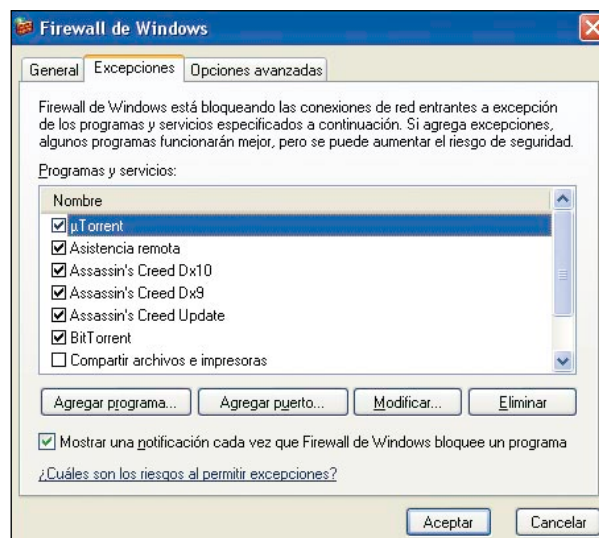 Firewall de Windows
General Excepciones Opciones avanzadas
Firewall de Windows está bloqueando las conexiones de red entrantes a excepción
de los programas y servicios especificados a continuación. Si agrega excepciones,
algunos programas funcionarán mejor, pero se puede aumentar el riesgo de seguridad.
Programas y servicios:
Nombre
µTorrent
Asistencia remota
Assassin's Creed Dx10
Assassin's Creed Dx9
Assassin's Creed Update
BitTorrent
Compartir archivos e impresoras
Agregar programa... Agregar puerto... Modificar... Eliminar
Mostrar una notificación cada vez que Firewall de Windows bloquee un programa
¿Cuáles son los riesgos al permitir excepciones?
Aceptar Cancelar